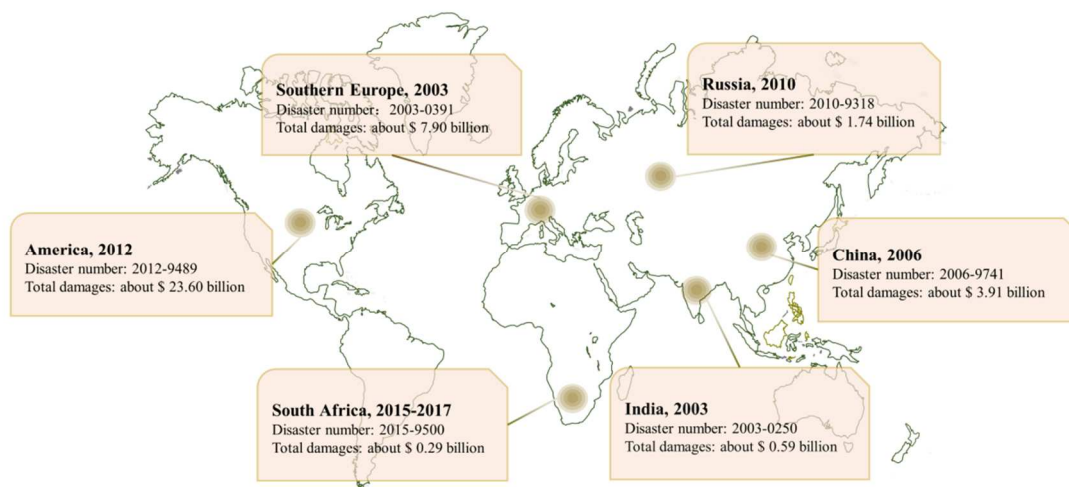 Southern Europe, 2003
Disaster number: 2003-0391
Total damages: about $ 7.90 billion
Russia, 2010
Disaster number: 2010-9318
Total damages: about $ 1.74 billion
America, 2012
Disaster number: 2012-9489
Total damages: about $ 23.60 billion
China, 2006
Disaster number: 2006-9741
Total damages: about $ 3.91 billion
South Africa, 2015-2017
Disaster number: 2015-9500
Total damages: about $ 0.29 billion
India, 2003
Disaster number: 2003-0250
Total damages: about $ 0.59 billion